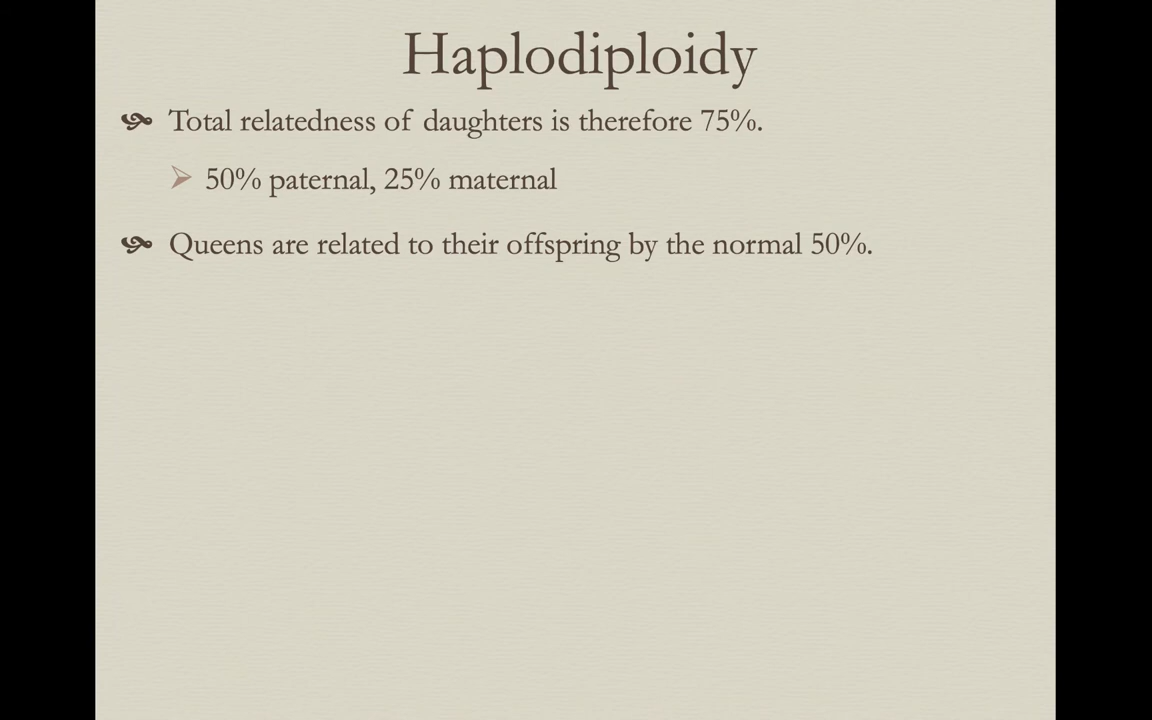 Haplodiploidy
Total relatedness of daughters is therefore 75%.
50% paternal, 25% maternal
Queens are related to their offspring by the normal 50%.